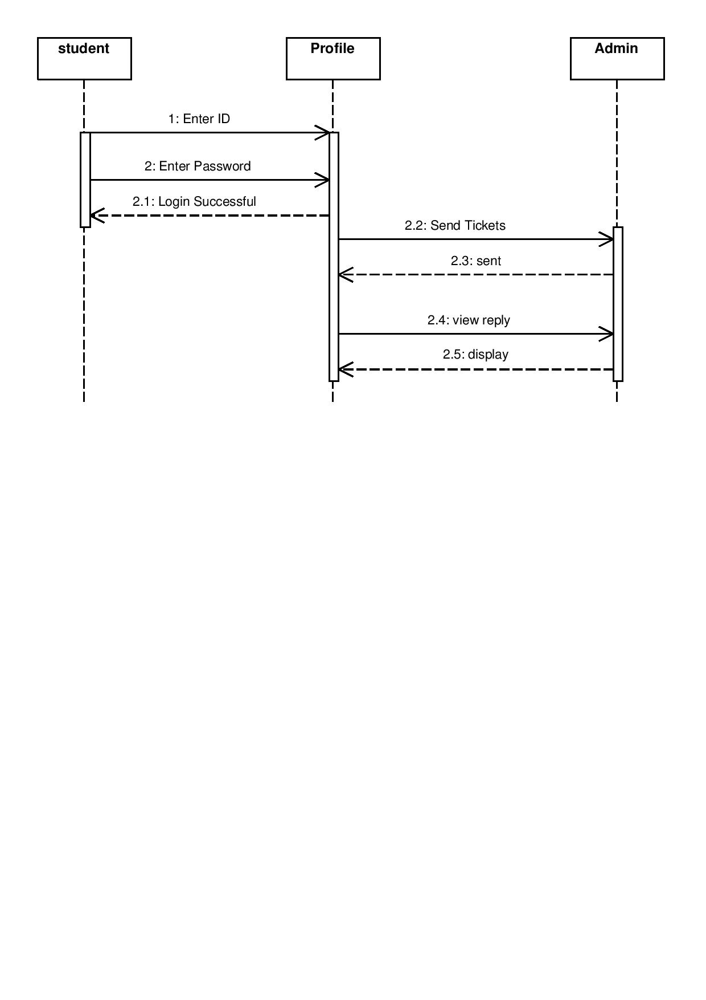 student
Profile
Admin
1: Enter ID
2: Enter Password
2.1: Login Successful
2.2: Send Tickets
2.3: sent
2.4: view reply
2.5: display